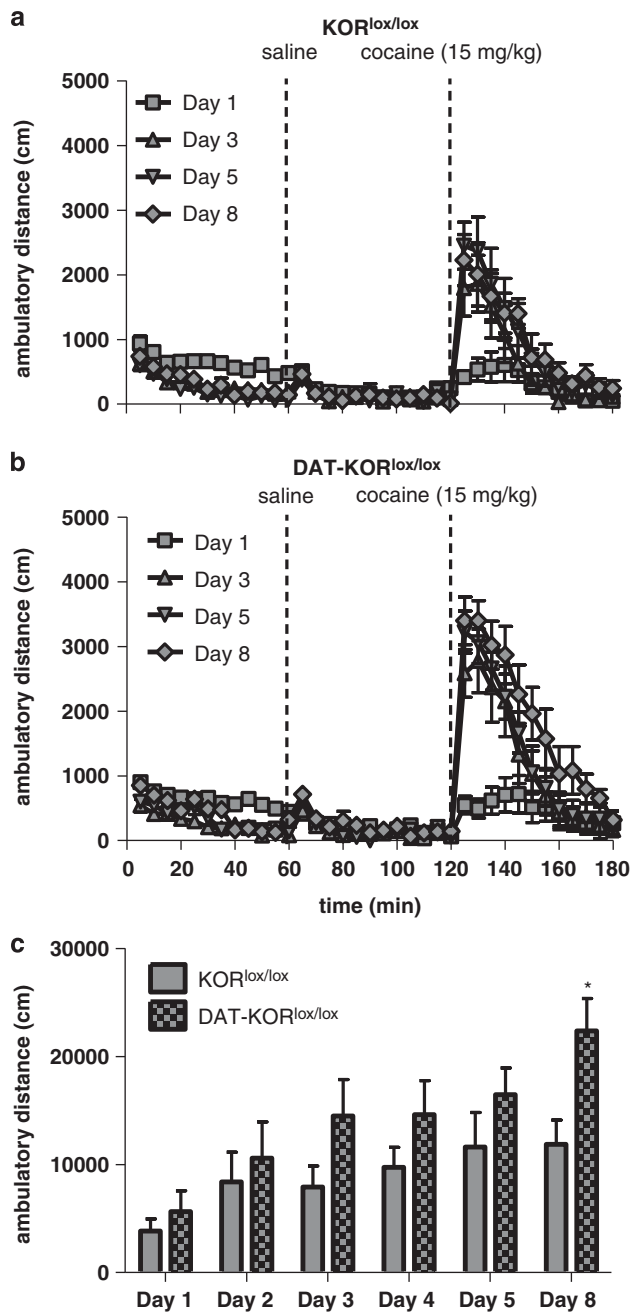 a
KORlox/lox
saline cocaine (15 mg/kg)
5000
4000
3000
2000
1000
0
ambulatory distance (cm)
Day 1
Day 3
Day 5
Day 8
b
DAT-KORlox/lox
saline cocaine (15 mg/kg)
5000
4000
3000
2000
1000
0
ambulatory distance (cm)
Day 1
Day 3
Day 5
Day 8
0 20 40 60 80 100 120 140 160 180
time (min)
c
30000
20000
10000
0
ambulatory distance (cm)
KORlox/lox
DAT-KORlox/lox
*
Day 1 Day 2 Day 3 Day 4 Day 5 Day 8